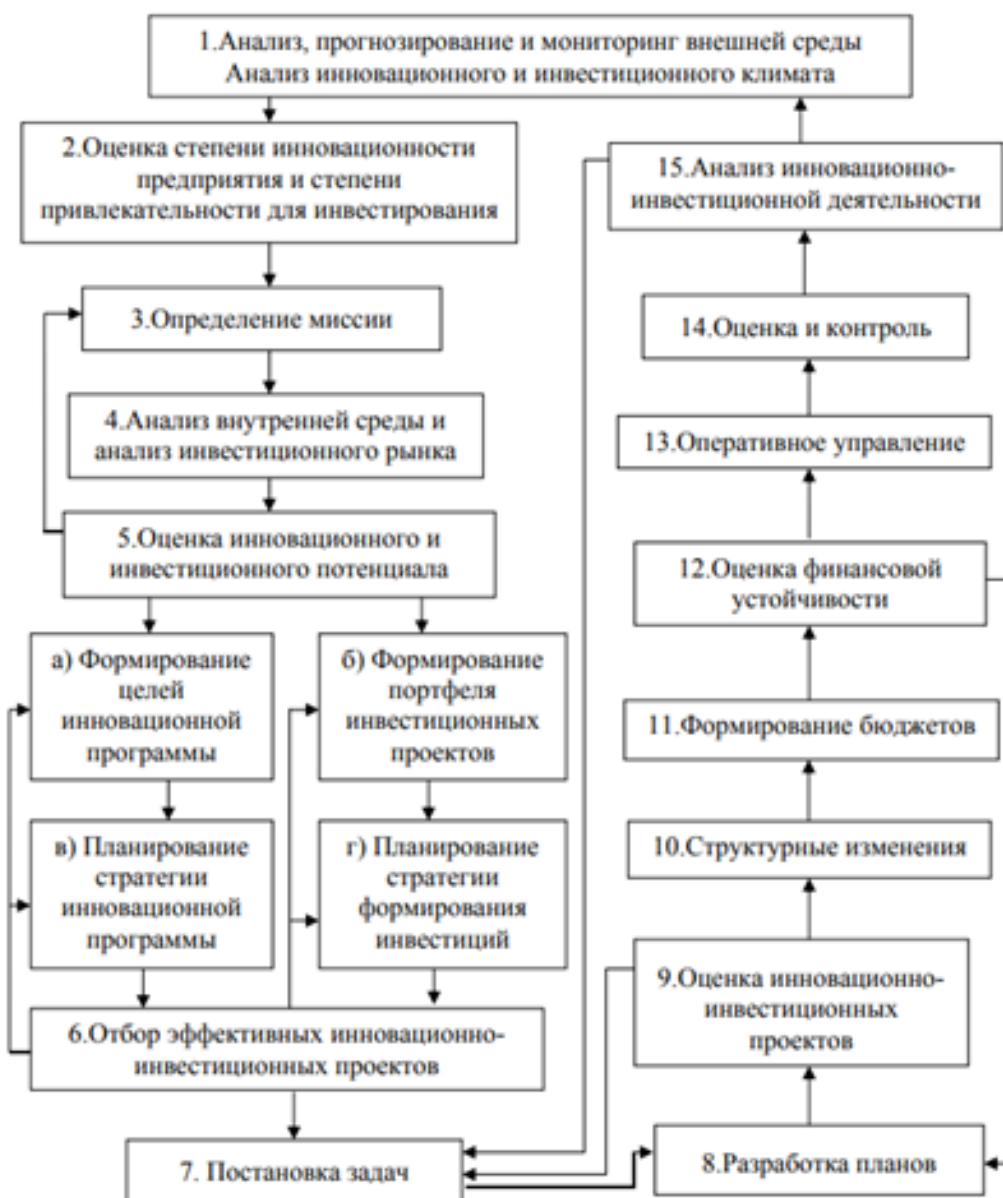 1.Анализ, прогнозирование и мониторинг внешней среды
Анализ инновационного и инвестиционного климата
2.Оценка степени инновационности
предприятия и степени
привлекательности для инвестирования
3.Определение миссии
4.Анализ внутренней среды и
анализ инвестиционного рынка
5.Оценка инновационного и
инвестиционного потенциала
а) Формирование
целей
инновационной
программы
б) Формирование
портфеля
инвестиционных
проектов
в) Планирование
стратегии
инновационной
программы
г) Планирование
стратегии
формирования
инвестиций
6.Отбор эффективных инновационно-
инвестиционных проектов
7. Постановка задач
8.Разработка планов
9.Оценка инновационно-
инвестиционных
проектов
10.Структурные изменения
11.Формирование бюджетов
12.Оценка финансовой
устойчивости
13.Оперативное управление
14.Оценка и контроль
15.Анализ инновационно-
инвестиционной деятельности